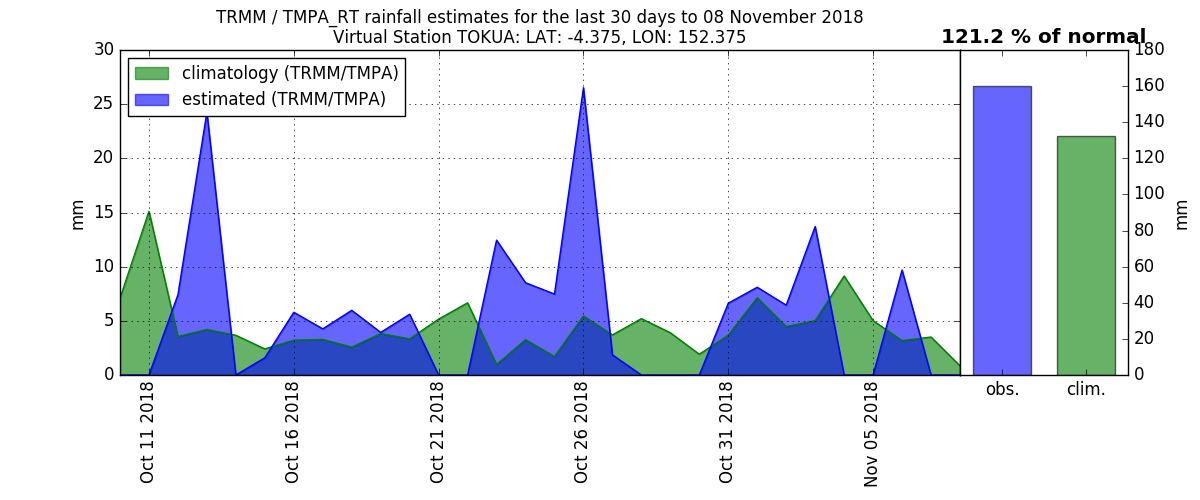 TRMM / TMPA_RT rainfall estimates for the last 30 days to 08 November 2018
Virtual Station TOKUA: LAT: -4.375, LON: 152.375
121.2 % of normal
climatology (TRMM/TMPA)
estimated (TRMM/TMPA)
mm
30
25
20
15
10
5
0
Oct 11 2018
Oct 16 2018
Oct 21 2018
Oct 26 2018
Oct 31 2018
Nov 05 2018
180
160
140
120
100
80
60
40
20
0
mm
obs.
clim.